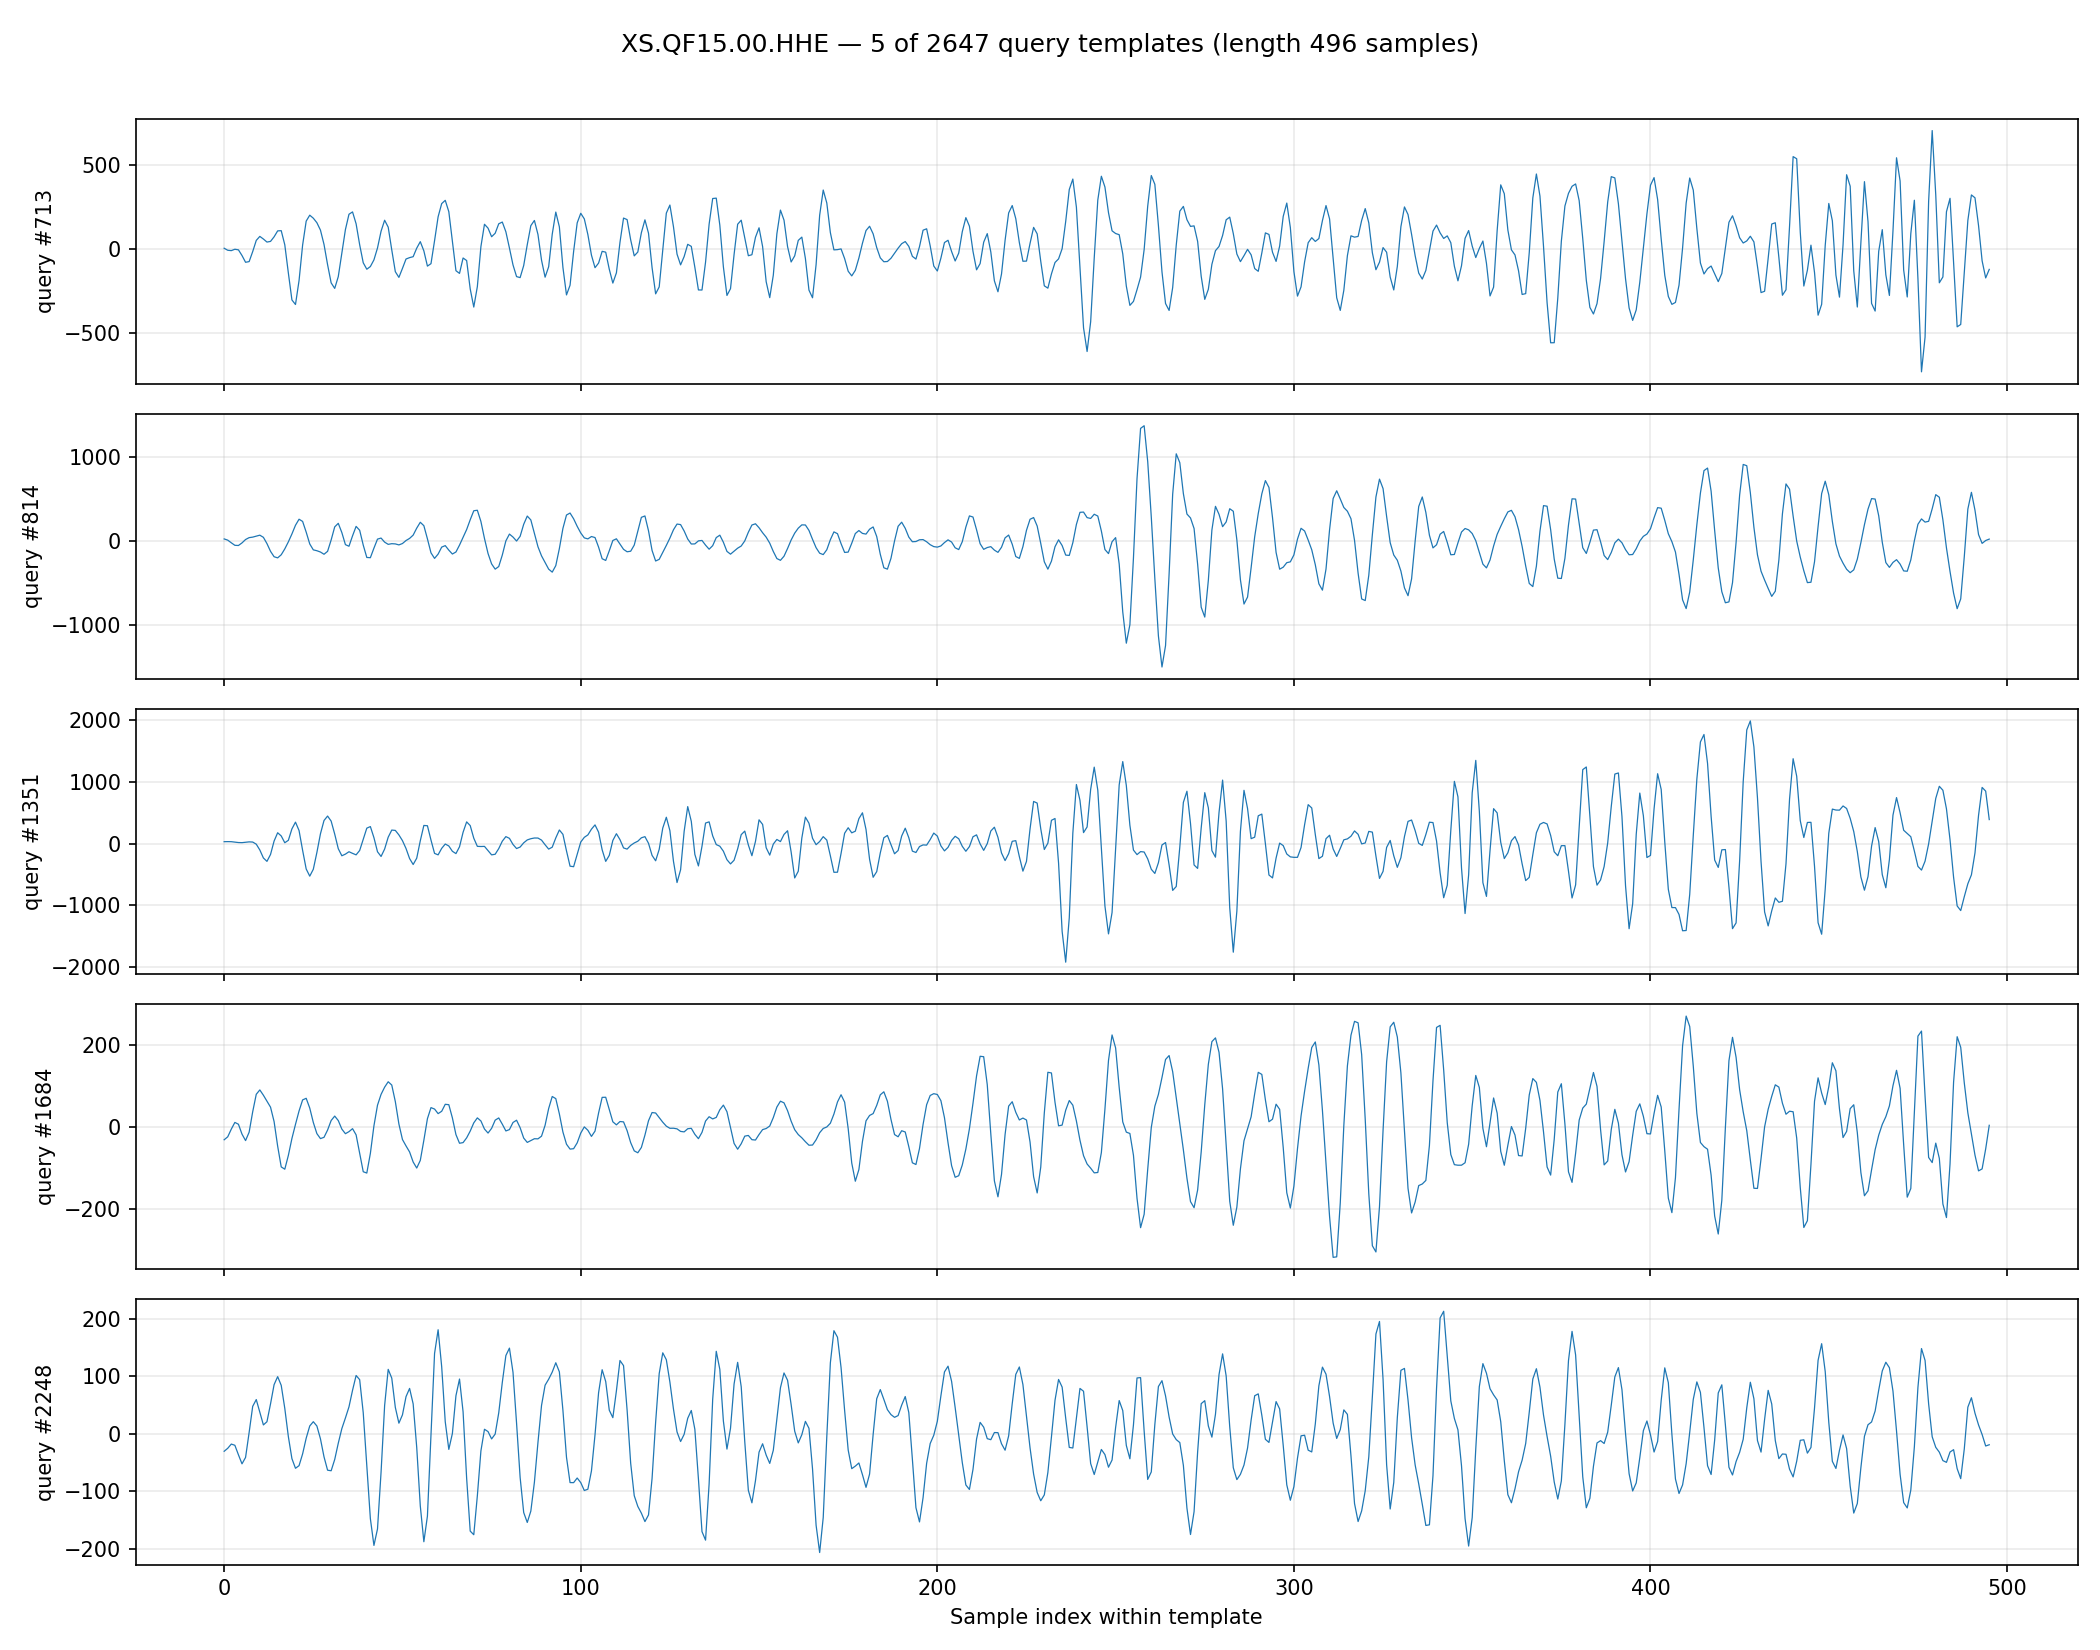 XS.QF15.00.HHE — 5 of 2647 query templates (length 496 samples)
500
0
−500
query #713
1000
0
−1000
query #814
2000
1000
0
−1000
−2000
query #1351
200
0
−200
query #1684
200
100
0
−100
−200
query #2248
0 100 200 300 400 500
Sample index within template